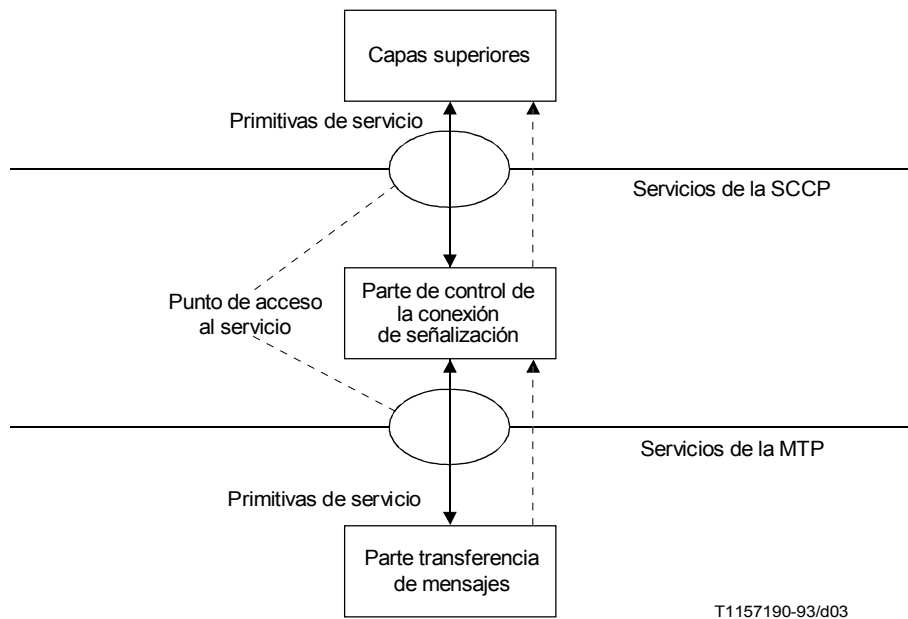 Capas superiores
Primitivas de servicio
Servicios de la SCCP
Parte de control de
la conexión
de señalización
Punto de acceso
al servicio
Servicios de la MTP
Primitivas de servicio
Parte transferencia
de mensajes
T1157190-93/d03